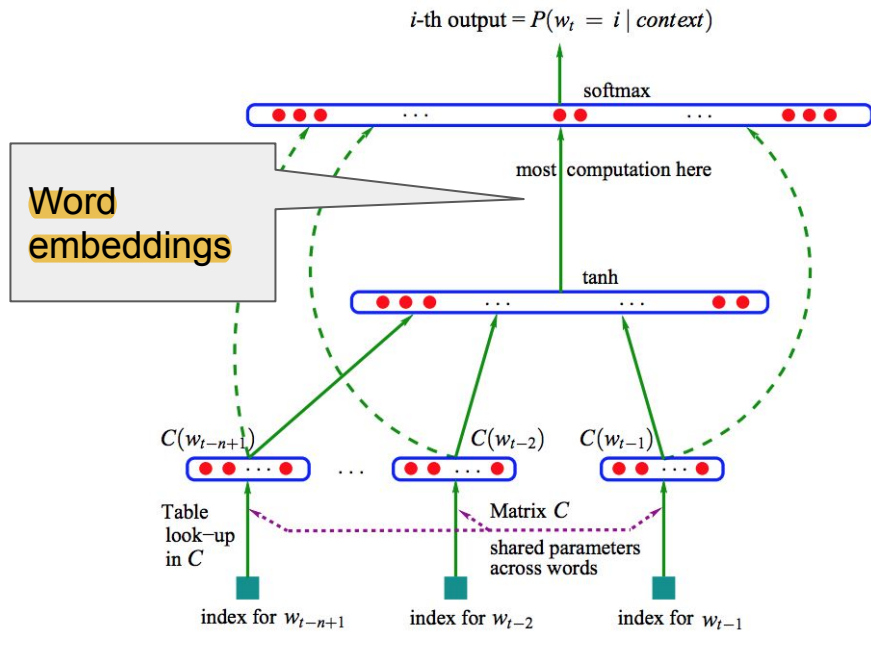 i-th output = P(w_t = i | context)
softmax
...
...
most computation here
Word
embeddings
tanh
...
...
C(w_{t−n+1})
C(w_{t−2})
C(w_{t−1})
...
...
...
...
Table
look−up
in C
Matrix C
shared parameters
across words
index for w_{t−n+1}
index for w_{t−2}
index for w_{t−1}